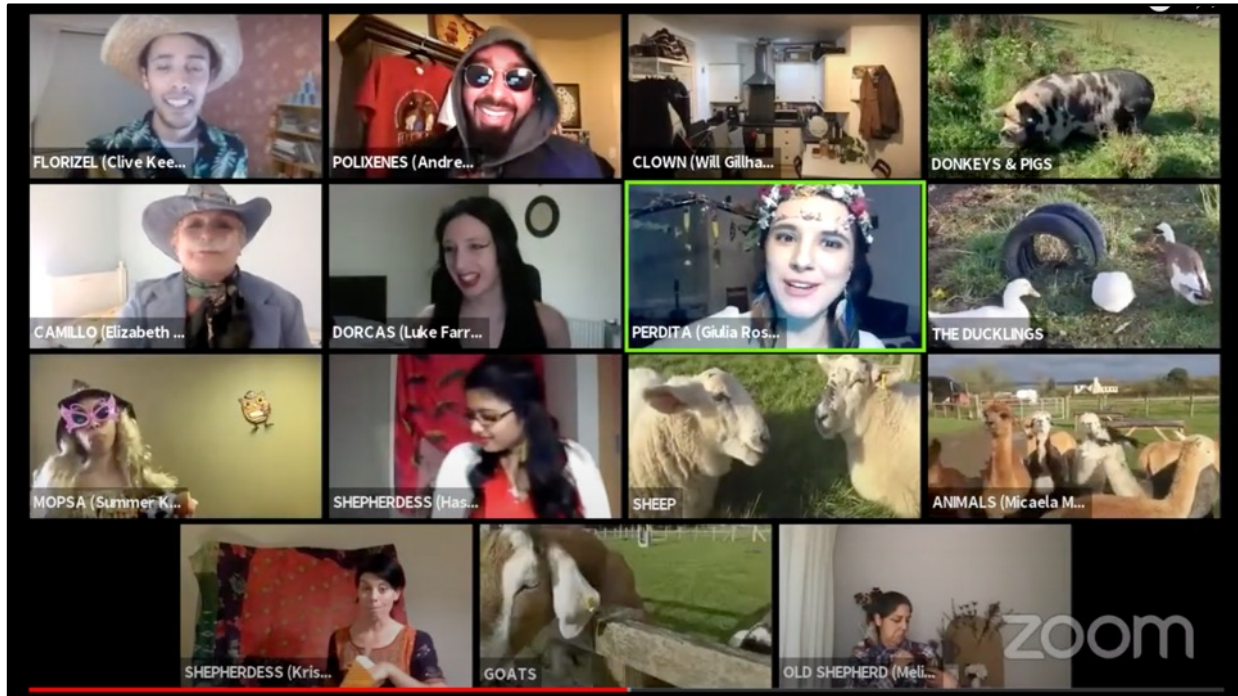 FLORIZEL (Clive Kee...
POLIXENES (Andre...
CLOWN (Will Gillha...
DONKEYS & PIGS
CAMILLO (Elizabeth ...
DORCAS (Luke Farr...
PERDITA (Giulia Ros...
THE DUCKLINGS
MOPSA (Summer K...
SHEPHERDESS (Has...
SHEEP
ANIMALS (Micaela M...
SHEPHERDESS (Kris...
GOATS
OLD SHEPHERD (Meli...
zoom